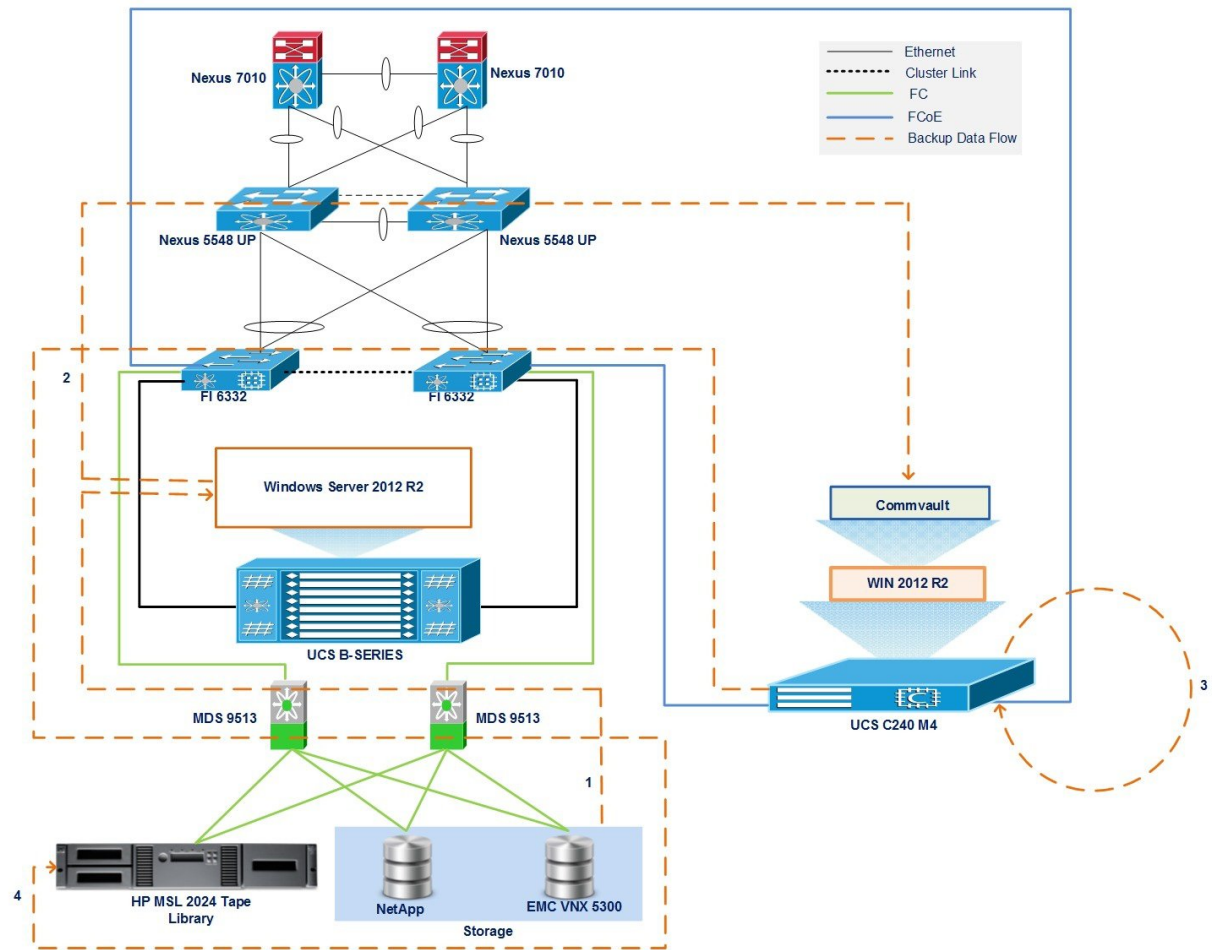 Nexus 7010
Nexus 7010
Ethernet
Cluster Link
FC
FCoE
Backup Data Flow
Nexus 5548 UP
Nexus 5548 UP
2
FI 6332
FI 6332
Windows Server 2012 R2
Commvault
WIN 2012 R2
UCS B-SERIES
3
MDS 9513
MDS 9513
UCS C240 M4
1
4
HP MSL 2024 Tape
Library
NetApp
EMC VNX 5300
Storage